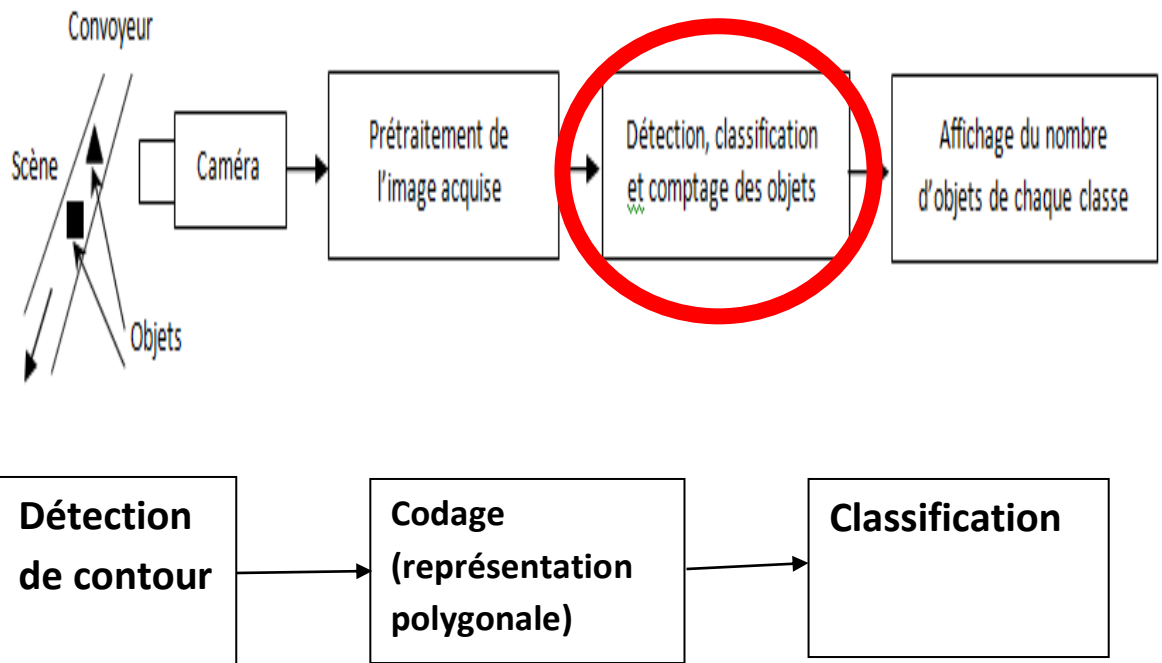 Convoyeur
Scène
Objets
Caméra
Prétraitement de
l'image acquise
Détection, classification
et comptage des objets
Affichage du nombre
d'objets de chaque classe
Détection
de contour
Codage
(représentation
polygonale)
Classification